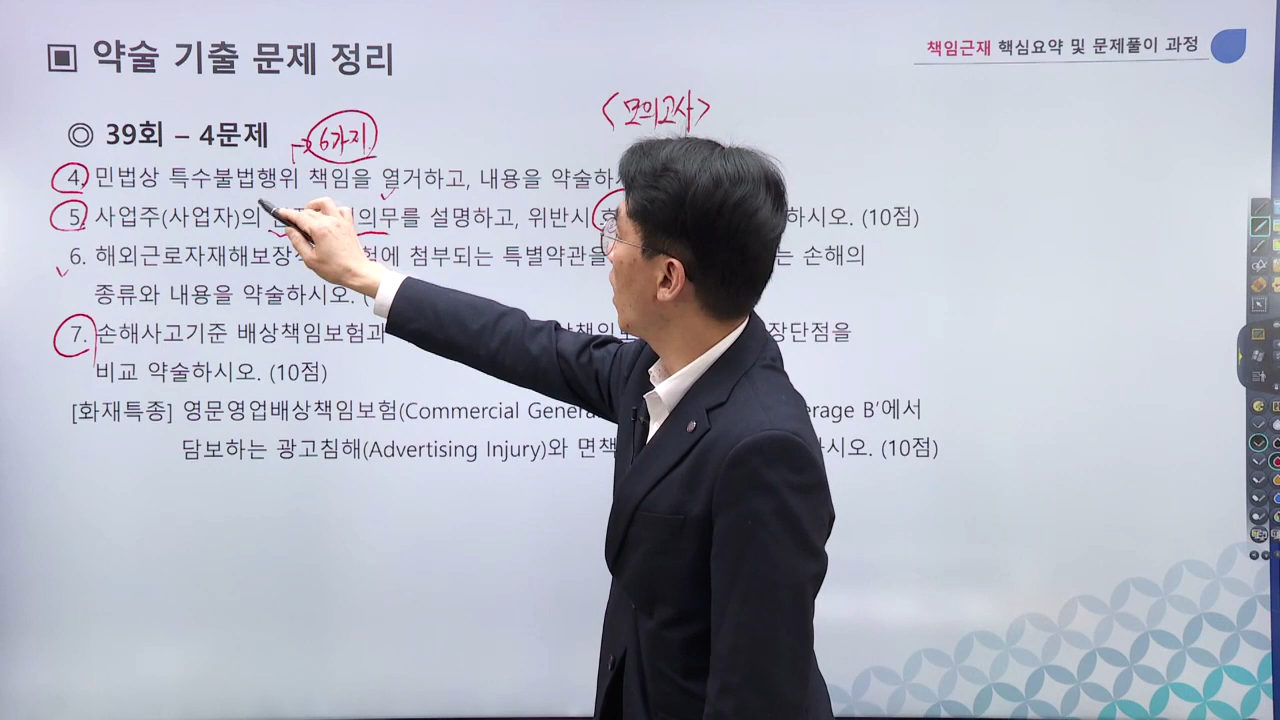 약술 기출 문제 정리
책임근재 핵심요약 및 문제풀이 과정
<모의고사>
◎ 39회 – 4문제
→ 6가지
4. 민법상 특수불법행위 책임을 열거하고, 내용을 약술하
5. 사업주(사업자)의 의무를 설명하고, 위반시 하시오. (10점)
6. 해외근로자재해보장 에 첨부되는 특별약관을 는 손해의
종류와 내용을 약술하시오. (
7. 손해사고기준 배상책임보험과 장단점을
비교 약술하시오. (10점)
[화재특종] 영문영업배상책임보험(Commercial Genera erage B'에서
담보하는 광고침해(Advertising Injury)와 면책 시오. (10점)